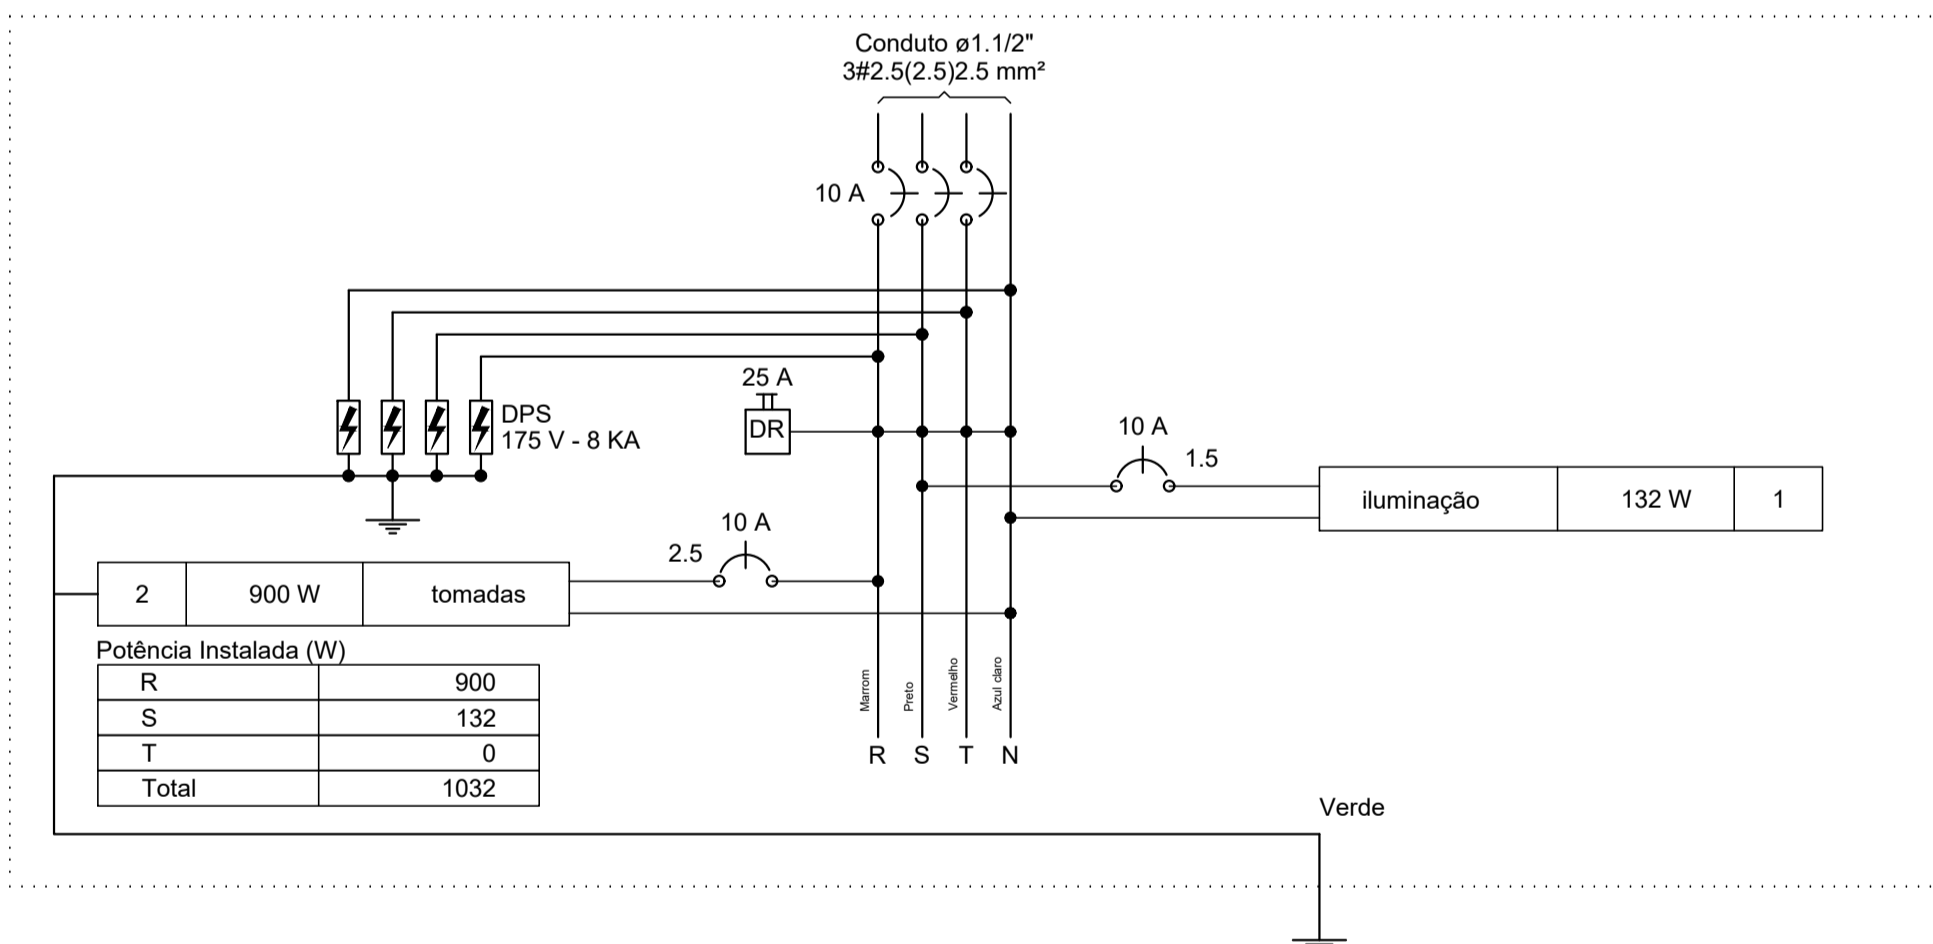 Conduto ø1.1/2"
3#2.5(2.5)2.5 mm²
10 A
25 A
DR
DPS
175 V - 8 KA
10 A
1.5
iluminação 132 W 1
10 A
2.5
2 900 W tomadas
Potência Instalada (W)
R 900
S 132
T 0
Total 1032
Marrom
Preto
Vermelho
Azul claro
R S T N
Verde